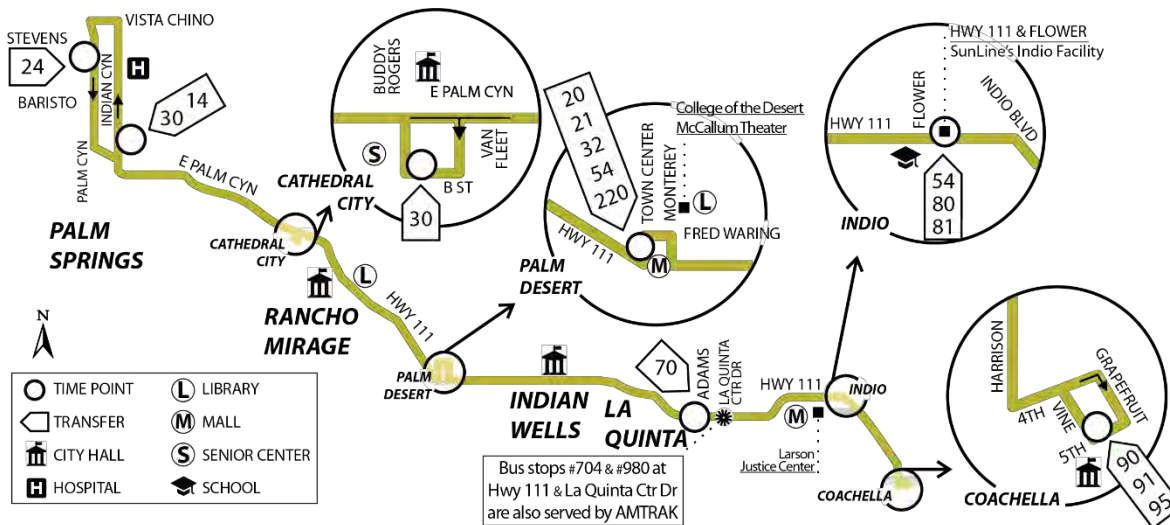 VISTA CHINO
STEVENS
24
BARISTO
INDIAN CYN
H
14
30
PALM CYN
E PALM CYN
PALM
SPRINGS
CATHEDRAL
CITY
BUDDY
ROGERS
E PALM CYN
VAN
FLEET
S
B ST
30
CATHEDRAL
CITY
L
RANCHO
MIRAGE
HWY 111
20
21
32
54
220
College of the Desert
McCallum Theater
TOWN CENTER
MONTEREY
L
FRED WARING
HWY 111
M
PALM
DESERT
PALM
DESERT
INDIAN
WELLS
70
ADAMS
LA QUINTA
CTR DR
LA
QUINTA
HWY 111
M
Larson
Justice Center
INDIO
HWY 111 & FLOWER
SunLine's Indio Facility
FLOWER
HWY 111
INDIO BLVD
54
80
81
INDIO
COACHELLA
HARRISON
GRAPEFRUIT
4TH
VINE
5TH
90
91
95
COACHELLA
Bus stops #704 & #980 at
Hwy 111 & La Quinta Ctr Dr
are also served by AMTRAK
N
TIME POINT
L LIBRARY
TRANSFER
M MALL
CITY HALL
S SENIOR CENTER
H HOSPITAL
SCHOOL